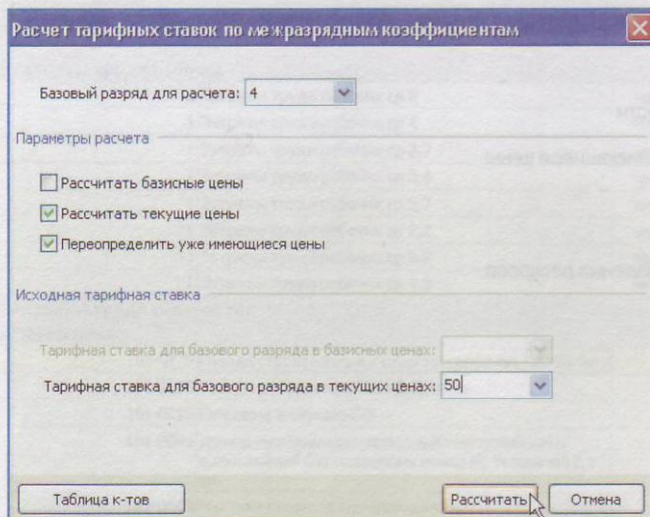 Расчет тарифных ставок по межразрядным коэффициентам
Базовый разряд для расчета: 4
Параметры расчета
Рассчитать базисные цены
Рассчитать текущие цены
Переопределить уже имеющиеся цены
Исходная тарифная ставка
Тарифная ставка для базового разряда в базисных ценах:
Тарифная ставка для базового разряда в текущих ценах: 50
Таблица к-тов
Рассчитать
Отмена